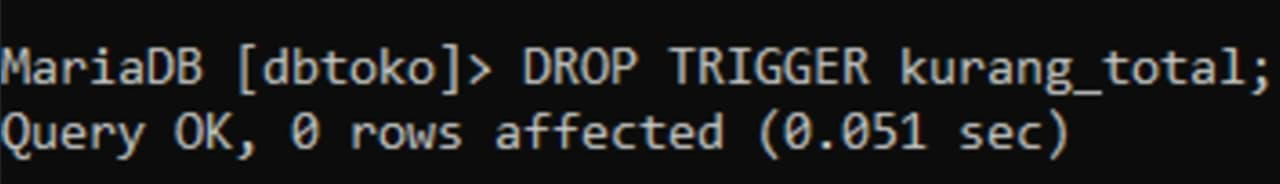 MariaDB [dbtoko]> DROP TRIGGER kurang_total;
Query OK, 0 rows affected (0.051 sec)